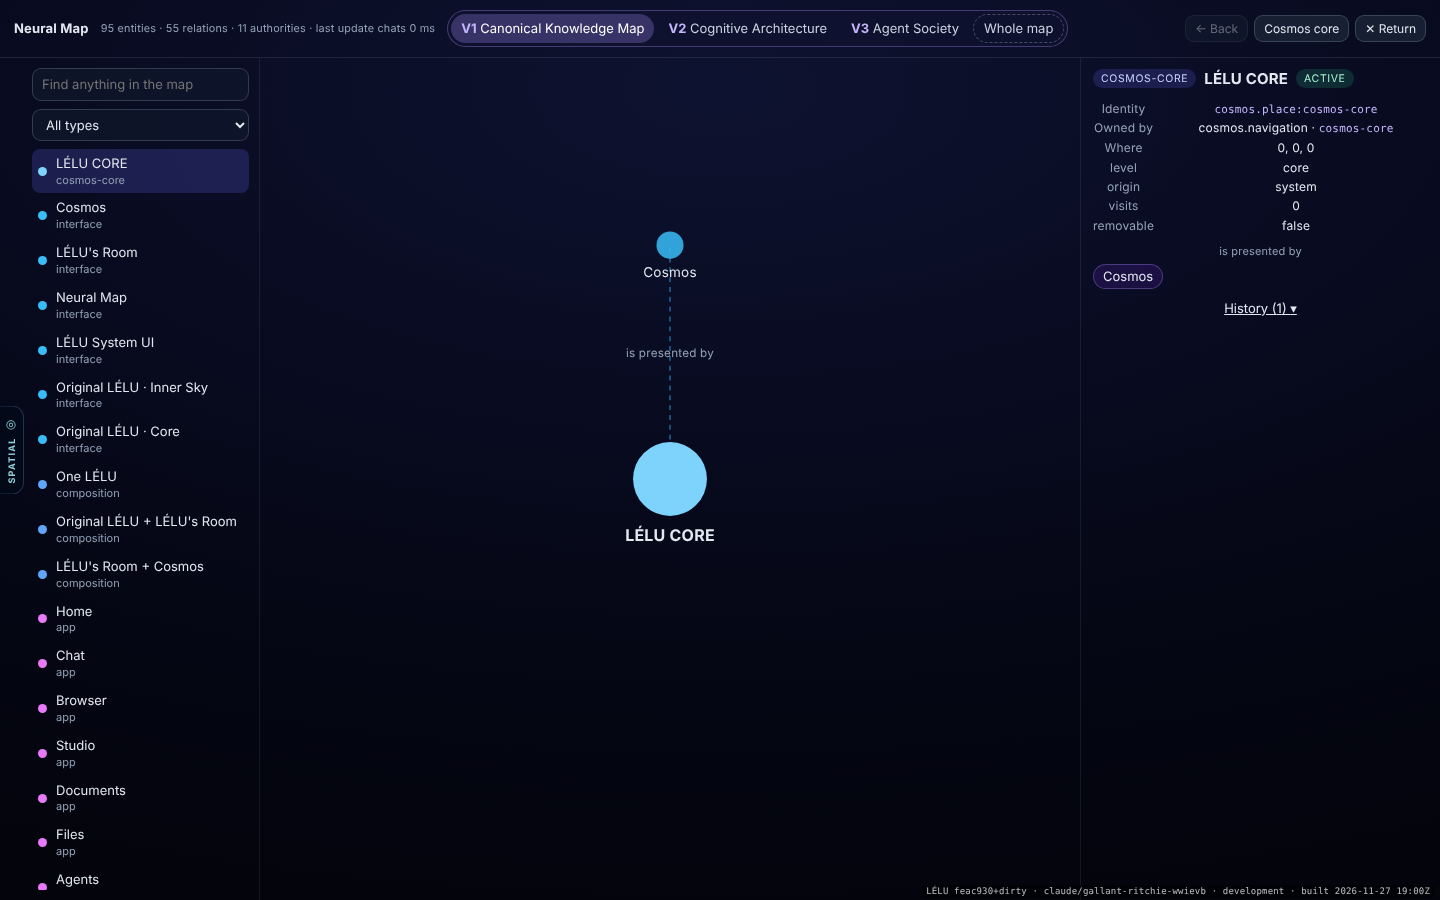 Neural Map
95 entities · 55 relations · 11 authorities · last update chats 0 ms
V1 Canonical Knowledge Map
V2 Cognitive Architecture
V3 Agent Society
Whole map
← Back
Cosmos core
✕ Return
Find anything in the map
All types
LÉLU CORE
cosmos-core
Cosmos
interface
LÉLU's Room
interface
Neural Map
interface
LÉLU System UI
interface
Original LÉLU · Inner Sky
interface
Original LÉLU · Core
interface
One LÉLU
composition
Original LÉLU + LÉLU's Room
composition
LÉLU's Room + Cosmos
composition
Home
app
Chat
app
Browser
app
Studio
app
Documents
app
Files
app
Agents
SPATIAL ◎
Cosmos
is presented by
LÉLU CORE
COSMOS-CORE LÉLU CORE ACTIVE
Identity cosmos.place:cosmos-core
Owned by cosmos.navigation · cosmos-core
Where 0, 0, 0
level core
origin system
visits 0
removable false
is presented by
Cosmos
History (1) ▾
LÉLU feac930+dirty · claude/gallant-ritchie-wwievb · development · built 2026-11-27 19:00Z